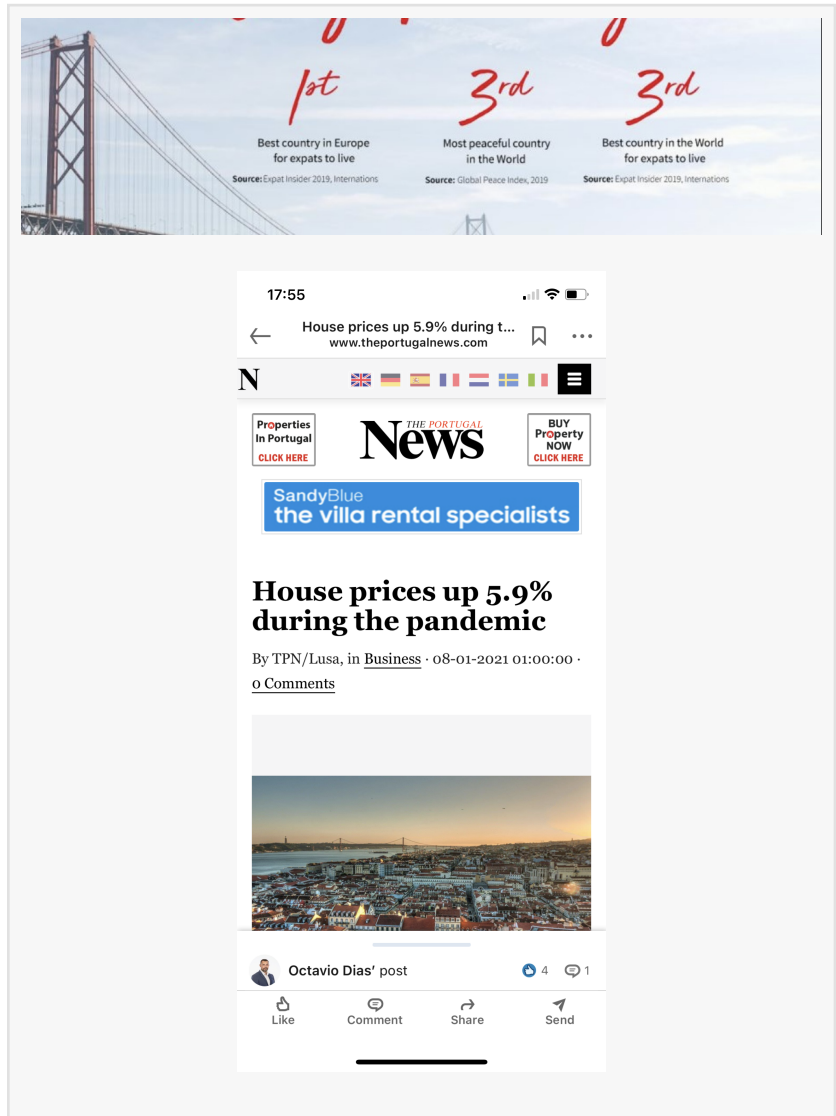 1st
3rd
3rd
Best country in Europe
for expats to live
Source: Expat Insider 2019, Internations
Most peaceful country
in the World
Source: Global Peace Index, 2019
Best country in the World
for expats to live
Source: Expat Insider 2019, Internations
17:55
House prices up 5.9% during t...
www.theportugalnews.com
N
Properties
In Portugal
CLICK HERE
THE PORTUGAL
News
BUY
Property
NOW
CLICK HERE
SandyBlue
the villa rental specialists
House prices up 5.9%
during the pandemic
By TPN/Lusa, in Business · 08-01-2021 01:00:00 ·
0 Comments
Octavio Dias’ post
4
1
Like
Comment
Share
Send